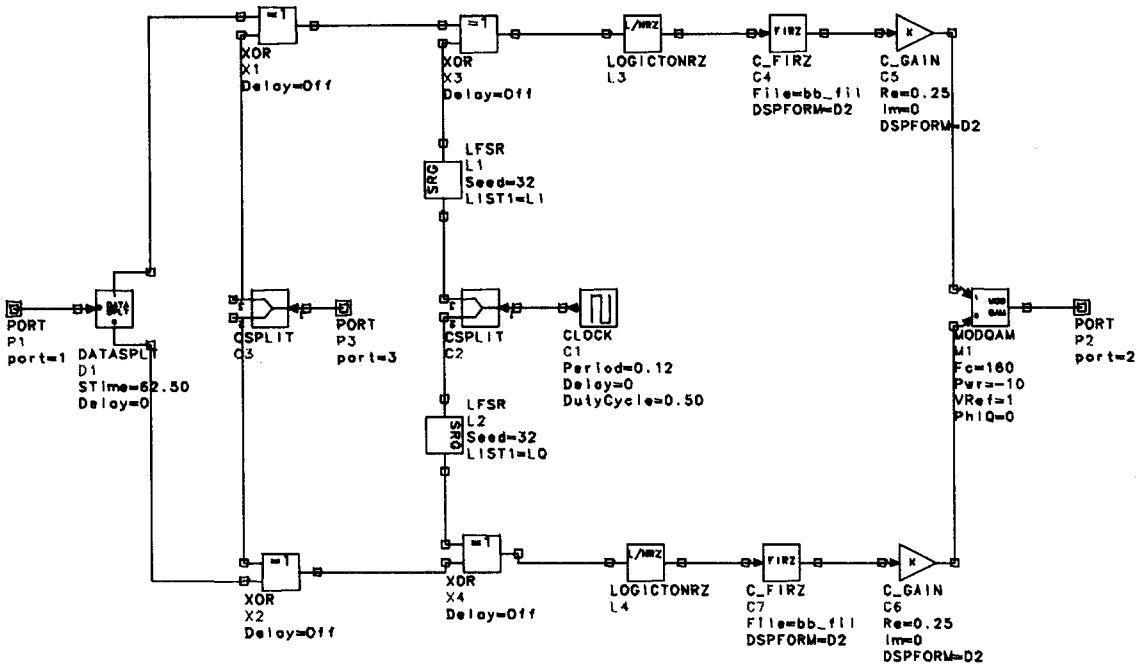 =1
XOR
X1
Delay=Off
=1
XOR
X3
Delay=Off
L/NRZ
LOGICTONRZ
L3
FIRZ
C_FIRZ
C4
File=bb_fil
DSPFORM=D2
K
C_GAIN
C5
Re=0.25
Im=0
DSPFORM=D2
SRG
LFSR
L1
Seed=32
LIST1=LI
PORT
P1
port=1
DATA
DATASPLIT
D1
STime=62.50
Delay=0
CSPLIT
C3
PORT
P3
port=3
CSPLIT
C2
CLOCK
C1
Period=0.12
Delay=0
DutyCycle=0.50
MOD
QAM
MODQAM
M1
Fc=160
Pwr=-10
VRef=1
PhiQ=0
PORT
P2
port=2
SRG
LFSR
L2
Seed=32
LIST1=LQ
=1
XOR
X2
Delay=Off
=1
XOR
X4
Delay=Off
L/NRZ
LOGICTONRZ
L4
FIRZ
C_FIRZ
C7
File=bb_fil
DSPFORM=D2
K
C_GAIN
C6
Re=0.25
Im=0
DSPFORM=D2